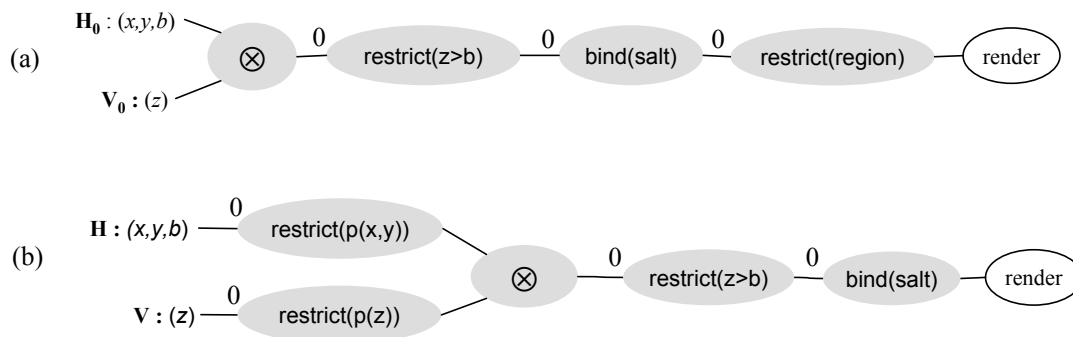 H₀ : (x,y,b)
(a) ⊗ 0 restrict(z>b) 0 bind(salt) 0 restrict(region) render
V₀ : (z)
0
H : (x,y,b) restrict(p(x,y))
(b) ⊗ 0 restrict(z>b) 0 bind(salt) render
0
V : (z) restrict(p(z))